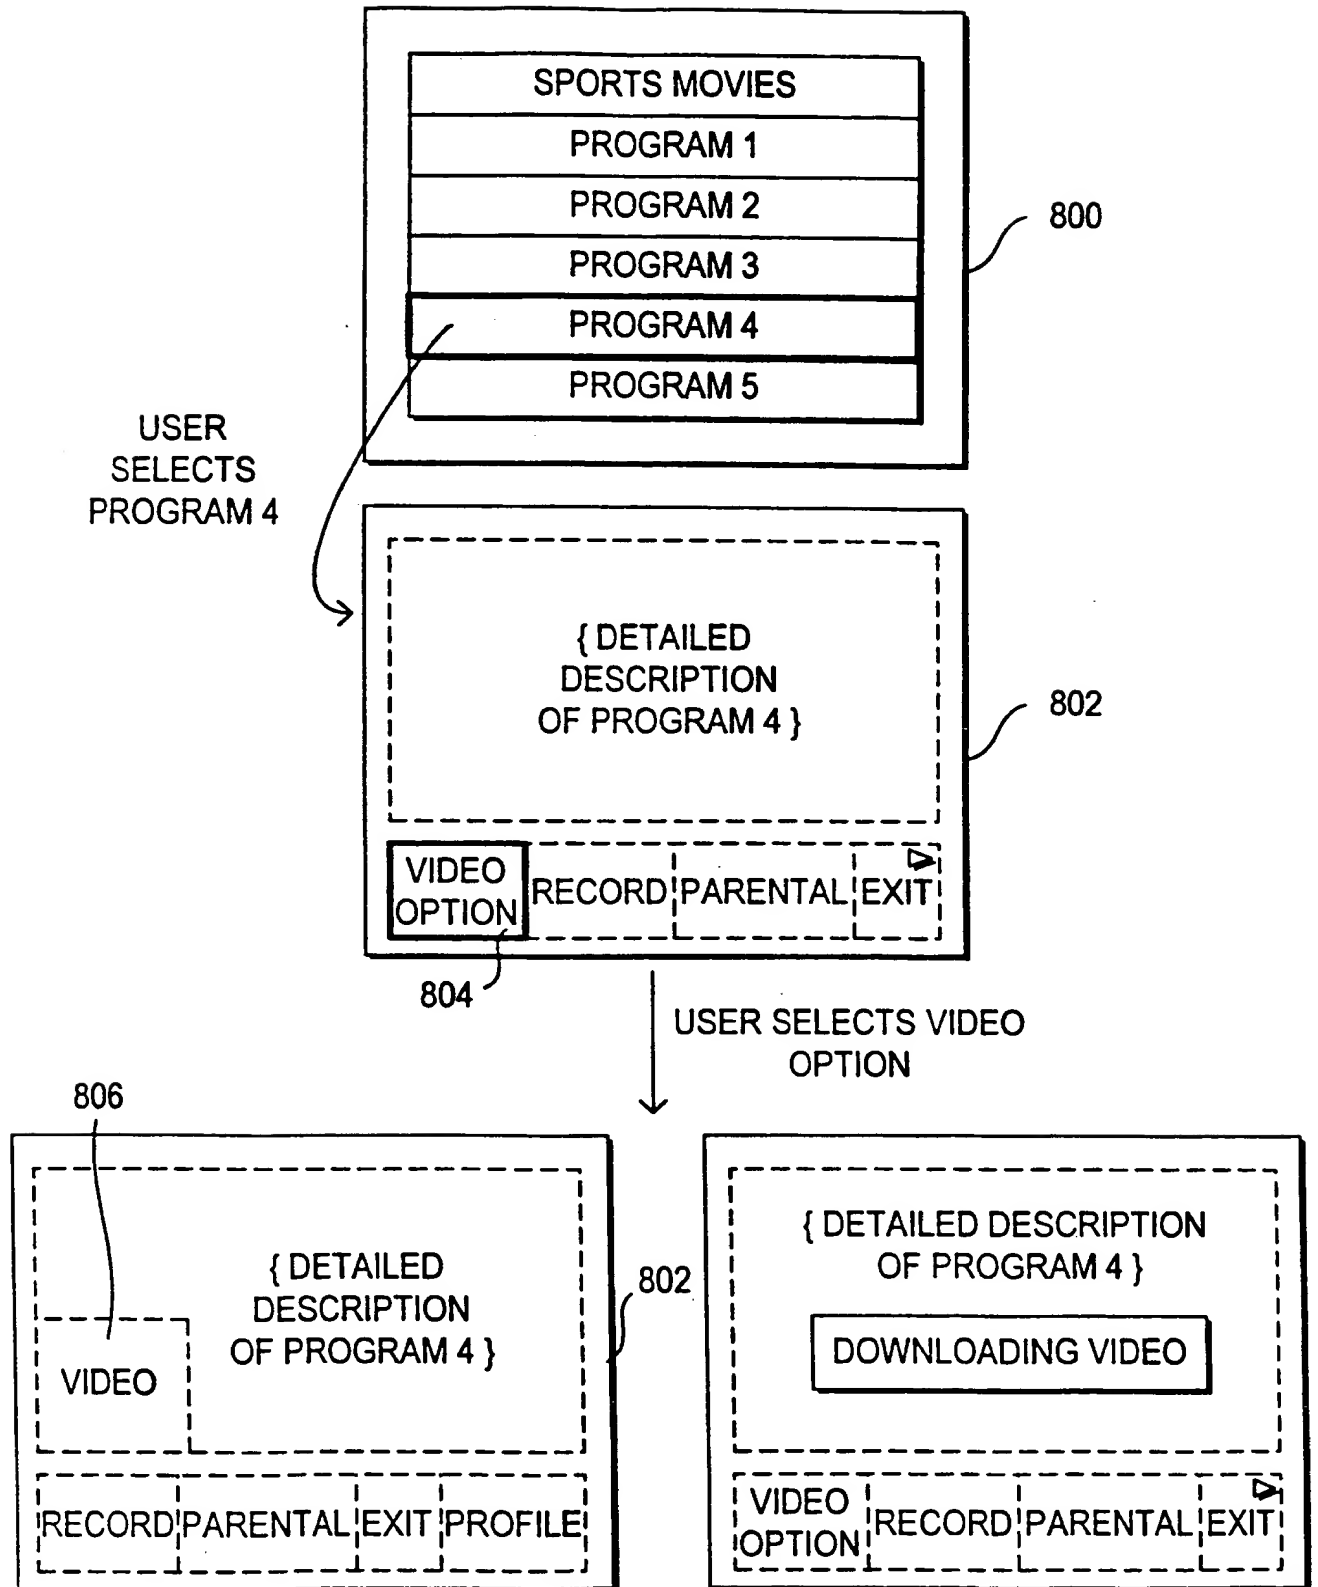 SPORTS MOVIES
PROGRAM 1
PROGRAM 2
PROGRAM 3
PROGRAM 4
PROGRAM 5
800
USER
SELECTS
PROGRAM 4
{ DETAILED
DESCRIPTION
OF PROGRAM 4 }
802
VIDEO
OPTION
RECORD
PARENTAL
EXIT
804
USER SELECTS VIDEO
OPTION
806
{ DETAILED
DESCRIPTION
OF PROGRAM 4 }
VIDEO
802
RECORD
PARENTAL
EXIT
PROFILE
{ DETAILED DESCRIPTION
OF PROGRAM 4 }
DOWNLOADING VIDEO
VIDEO
OPTION
RECORD
PARENTAL
EXIT